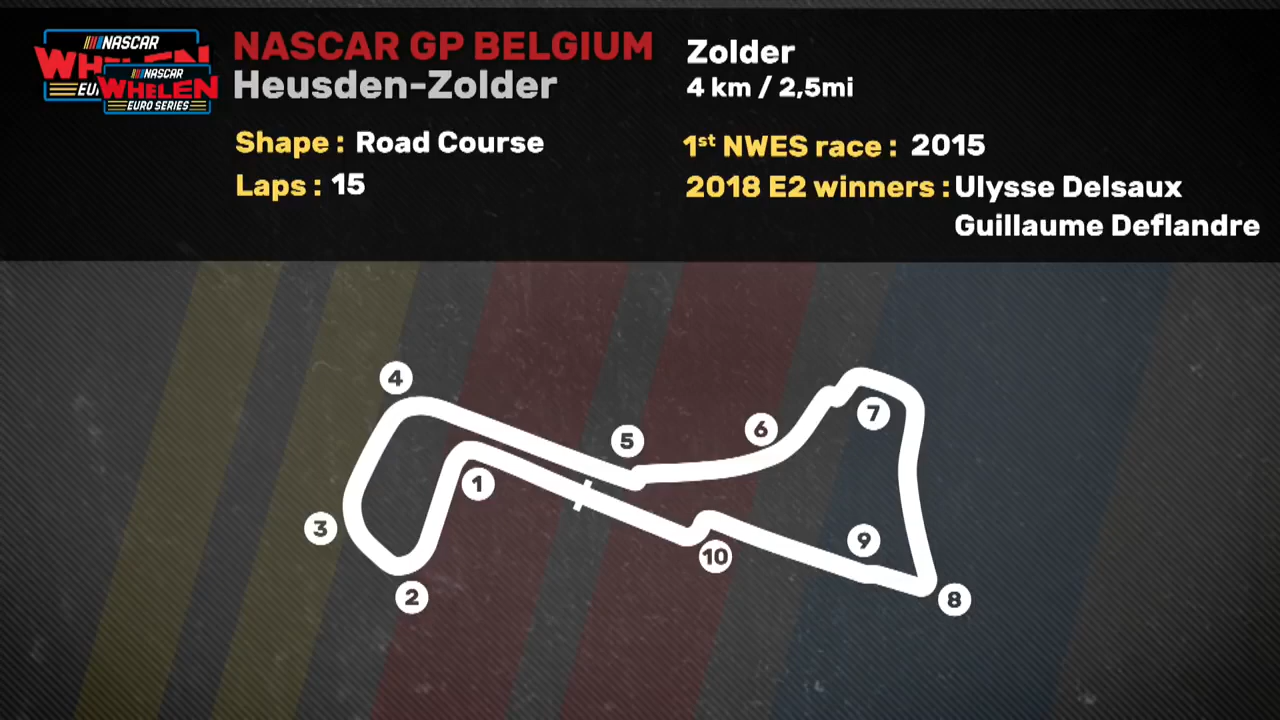 NASCAR
WHELEN
EURO SERIES
NASCAR
WHELEN
EU
NASCAR GP BELGIUM
Heusden-Zolder
Zolder
4 km / 2,5mi
Shape : Road Course
Laps : 15
1st NWES race : 2015
2018 E2 winners : Ulysse Delsaux
Guillaume Deflandre
4
5
6
7
1
3
9
10
2
8